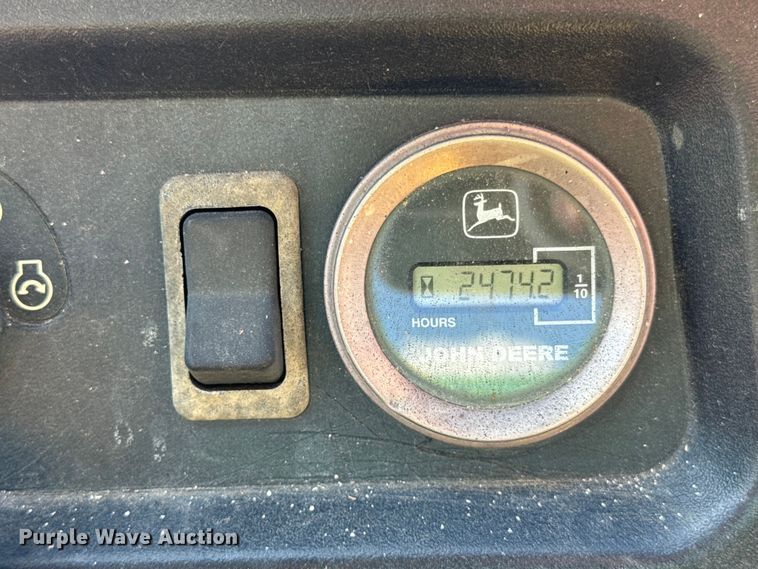 24742
1
10
HOURS
JOHN DEERE
Purple Wave Auction